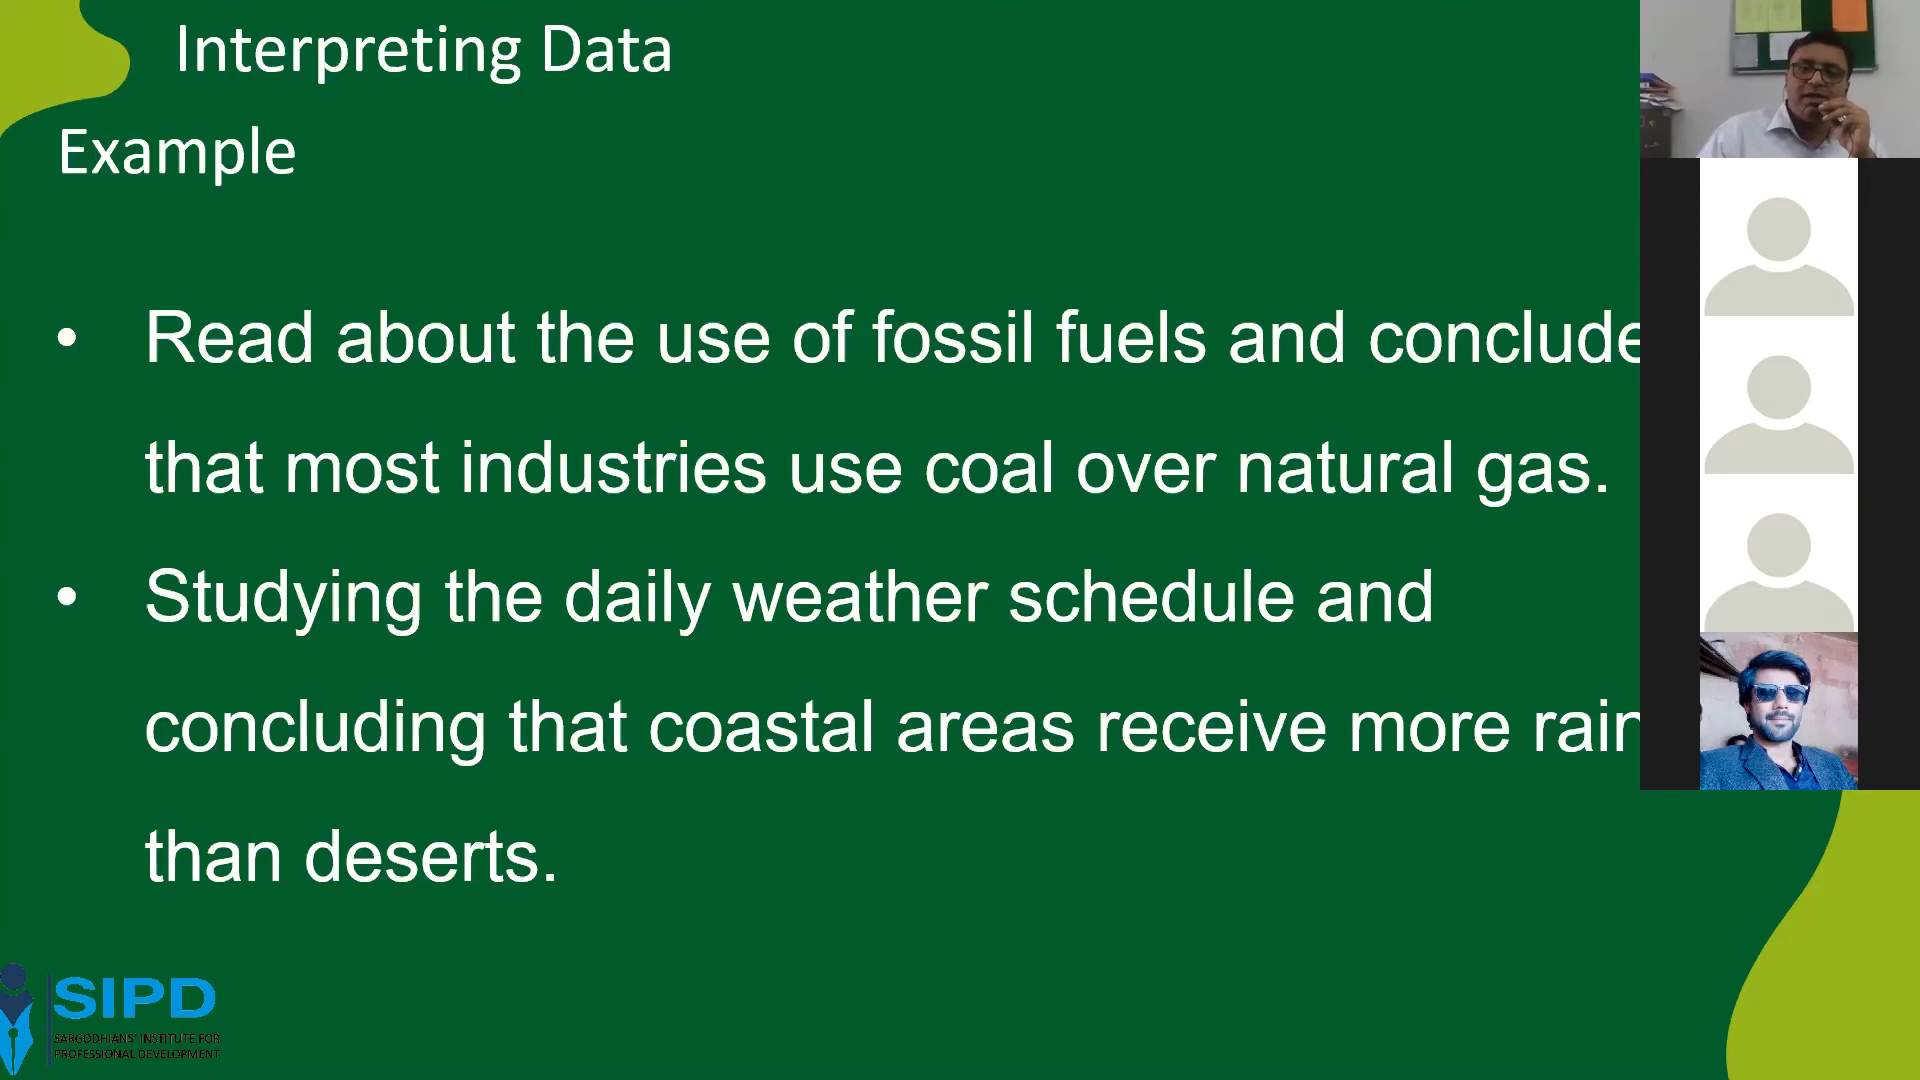 Interpreting Data
Example
• Read about the use of fossil fuels and conclude
that most industries use coal over natural gas.
• Studying the daily weather schedule and
concluding that coastal areas receive more rain
than deserts.
SIPD
SARGODHIANS' INSTITUTE FOR
PROFESSIONAL DEVELOPMENT